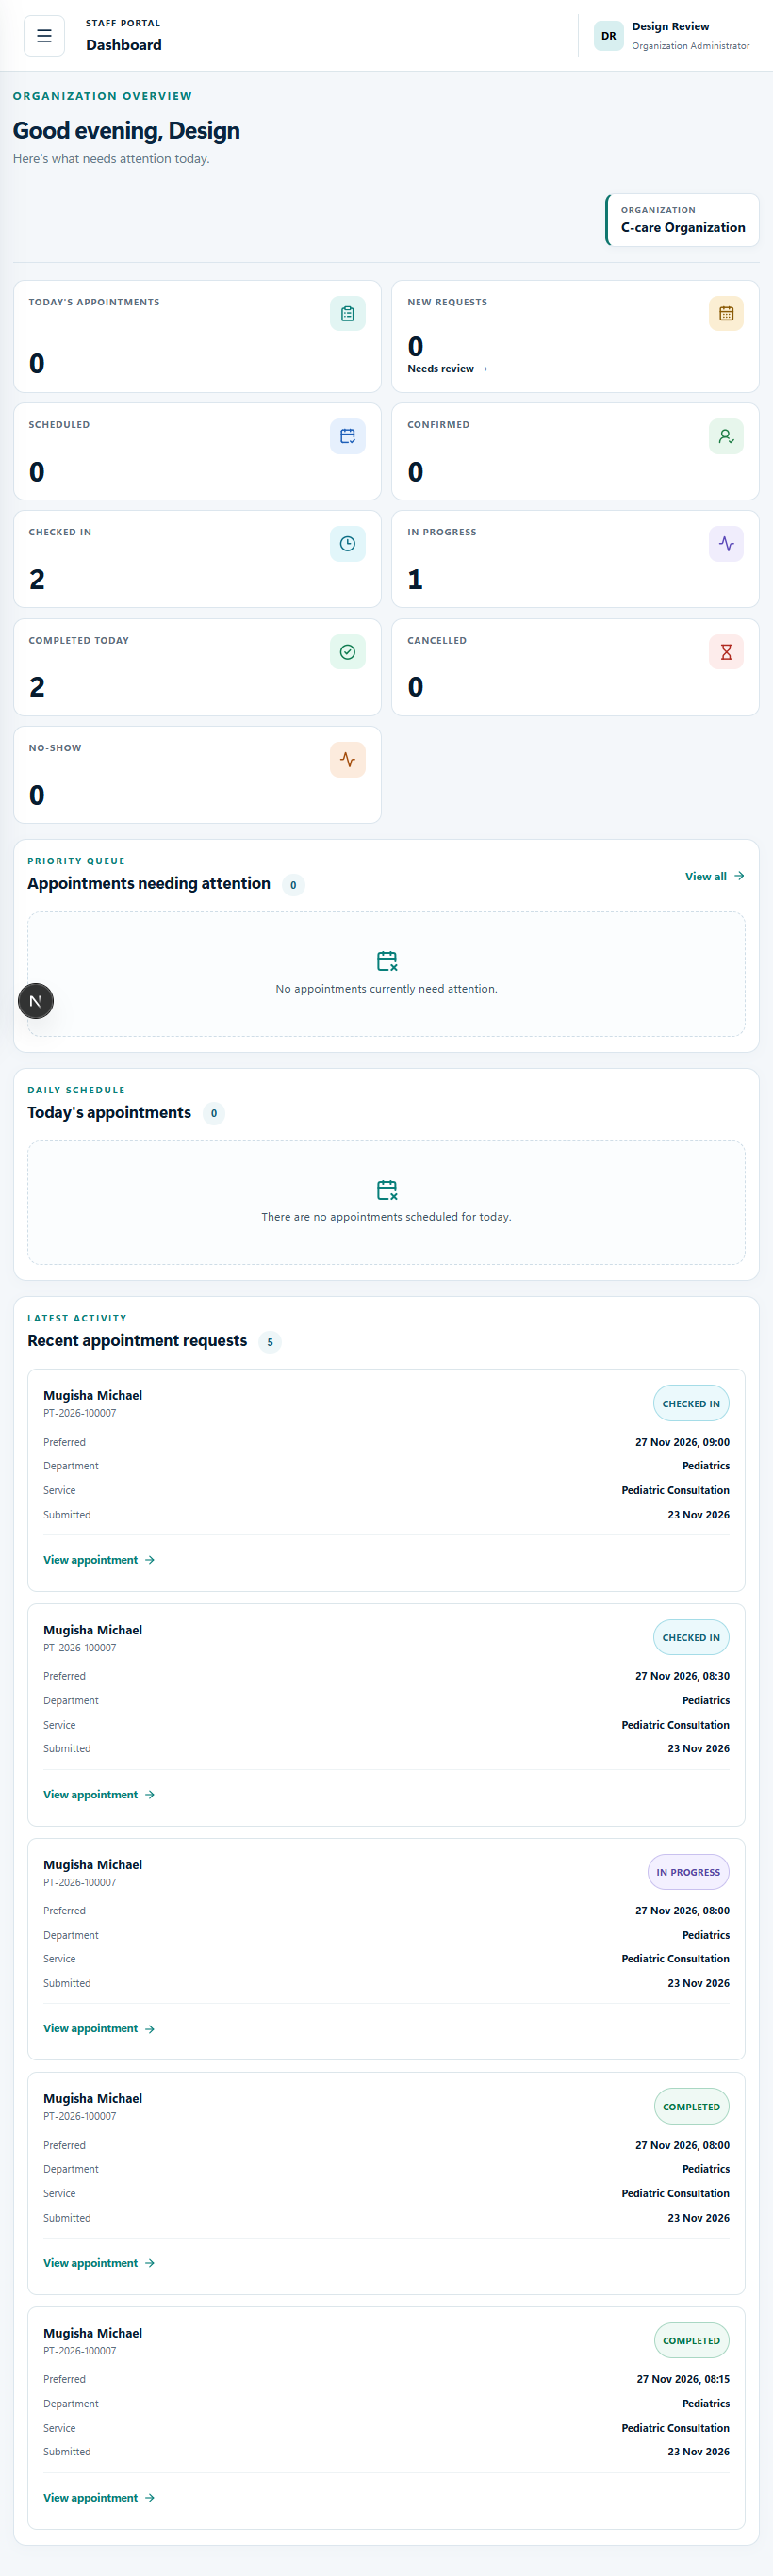 STAFF PORTAL
Dashboard
DR
Design Review
Organization Administrator
ORGANIZATION OVERVIEW
Good evening, Design
Here's what needs attention today.
ORGANIZATION
C-care Organization
TODAY'S APPOINTMENTS
0
NEW REQUESTS
0
Needs review →
SCHEDULED
0
CONFIRMED
0
CHECKED IN
2
IN PROGRESS
1
COMPLETED TODAY
2
CANCELLED
0
NO-SHOW
0
PRIORITY QUEUE
Appointments needing attention 0
View all →
No appointments currently need attention.
N
DAILY SCHEDULE
Today's appointments 0
There are no appointments scheduled for today.
LATEST ACTIVITY
Recent appointment requests 5
Mugisha Michael
PT-2026-100007
CHECKED IN
Preferred 27 Nov 2026, 09:00
Department Pediatrics
Service Pediatric Consultation
Submitted 23 Nov 2026
View appointment →
Mugisha Michael
PT-2026-100007
CHECKED IN
Preferred 27 Nov 2026, 08:30
Department Pediatrics
Service Pediatric Consultation
Submitted 23 Nov 2026
View appointment →
Mugisha Michael
PT-2026-100007
IN PROGRESS
Preferred 27 Nov 2026, 08:00
Department Pediatrics
Service Pediatric Consultation
Submitted 23 Nov 2026
View appointment →
Mugisha Michael
PT-2026-100007
COMPLETED
Preferred 27 Nov 2026, 08:00
Department Pediatrics
Service Pediatric Consultation
Submitted 23 Nov 2026
View appointment →
Mugisha Michael
PT-2026-100007
COMPLETED
Preferred 27 Nov 2026, 08:15
Department Pediatrics
Service Pediatric Consultation
Submitted 23 Nov 2026
View appointment →